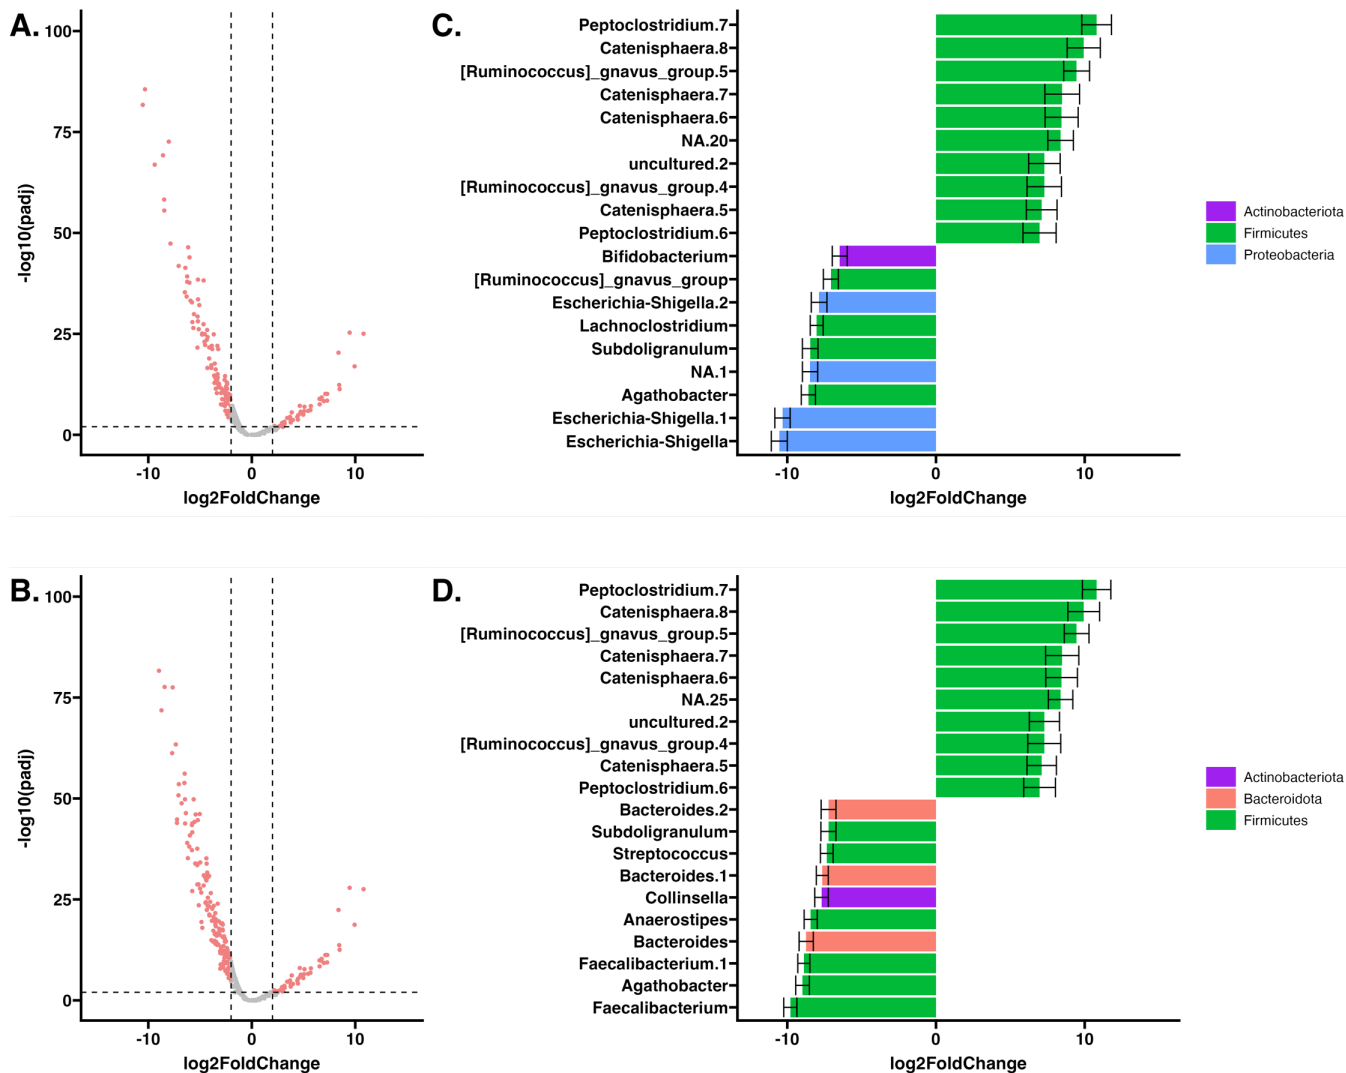 A.
100
75
50
25
0
-log10(padj)
-10 0 10
log2FoldChange
C.
Peptoclostridium.7
Catenisphaera.8
[Ruminococcus]_gnavus_group.5
Catenisphaera.7
Catenisphaera.6
NA.20
uncultured.2
[Ruminococcus]_gnavus_group.4
Catenisphaera.5
Peptoclostridium.6
Bifidobacterium
[Ruminococcus]_gnavus_group
Escherichia-Shigella.2
Lachnoclostridium
Subdoligranulum
NA.1
Agathobacter
Escherichia-Shigella.1
Escherichia-Shigella
-10 0 10
log2FoldChange
Actinobacteriota
Firmicutes
Proteobacteria
B.
100
75
50
25
0
-log10(padj)
-10 0 10
log2FoldChange
D.
Peptoclostridium.7
Catenisphaera.8
[Ruminococcus]_gnavus_group.5
Catenisphaera.7
Catenisphaera.6
NA.25
uncultured.2
[Ruminococcus]_gnavus_group.4
Catenisphaera.5
Peptoclostridium.6
Bacteroides.2
Subdoligranulum
Streptococcus
Bacteroides.1
Collinsella
Anaerostipes
Bacteroides
Faecalibacterium.1
Agathobacter
Faecalibacterium
-10 0 10
log2FoldChange
Actinobacteriota
Bacteroidota
Firmicutes